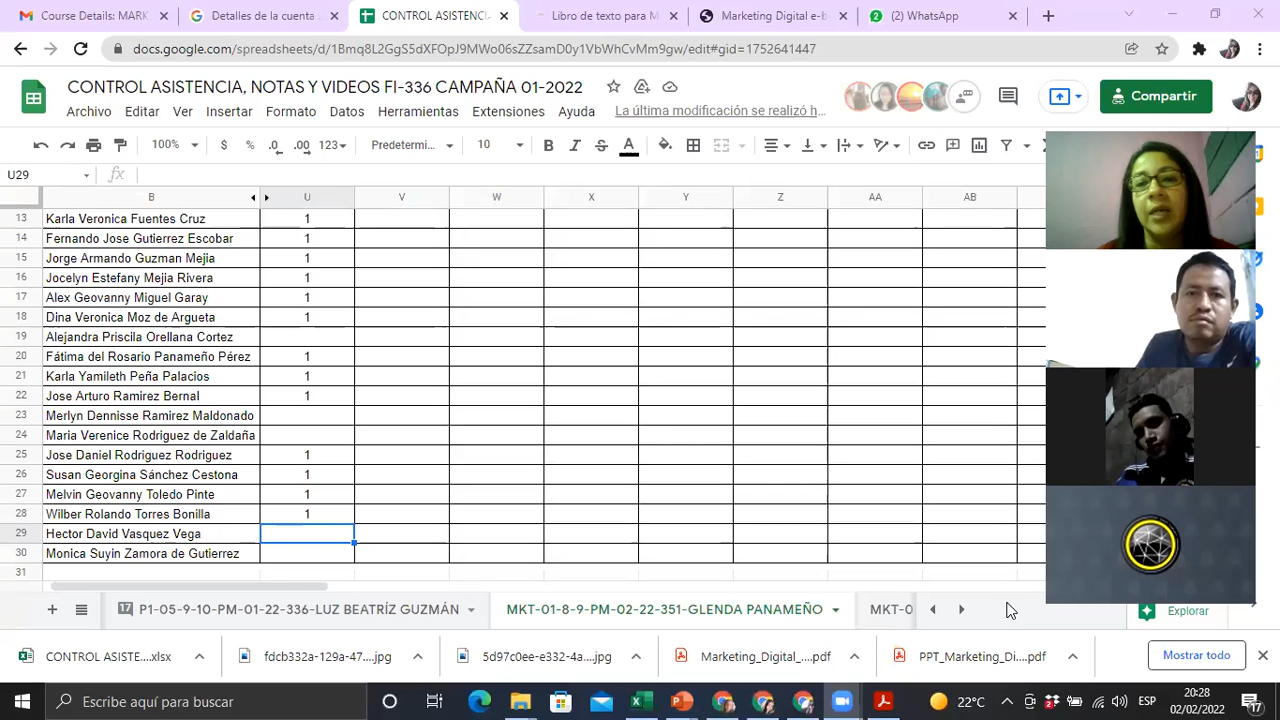 Course Details: MARK
Detalles de la cuenta
CONTROL ASISTENCI
Libro de texto para M
Marketing Digital e-b
(2) WhatsApp
docs.google.com/spreadsheets/d/1Bmq8L2GgS5dXFOpJ9MWo06sZZsamD0y1VbWhCvMm9gw/edit#gid=1752641447
CONTROL ASISTENCIA, NOTAS Y VIDEOS FI-336 CAMPAÑA 01-2022
Compartir
Archivo Editar Ver Insertar Formato Datos Herramientas Extensiones Ayuda La última modificación se realizó h...
100% $ % .0 .00 123 Predetermi... 10 B I S A
U29 fx
B U V W X Y Z AA AB
13 Karla Veronica Fuentes Cruz 1
14 Fernando Jose Gutierrez Escobar 1
15 Jorge Armando Guzman Mejia 1
16 Jocelyn Estefany Mejia Rivera 1
17 Alex Geovanny Miguel Garay 1
18 Dina Veronica Moz de Argueta 1
19 Alejandra Priscila Orellana Cortez
20 Fátima del Rosario Panameño Pérez 1
21 Karla Yamileth Peña Palacios 1
22 Jose Arturo Ramirez Bernal 1
23 Merlyn Dennisse Ramirez Maldonado
24 Maria Verenice Rodriguez de Zaldaña
25 Jose Daniel Rodriguez Rodriguez 1
26 Susan Georgina Sánchez Cestona 1
27 Melvin Geovanny Toledo Pinte 1
28 Wilber Rolando Torres Bonilla 1
29 Hector David Vasquez Vega
30 Monica Suyin Zamora de Gutierrez
31
17 P1-05-9-10-PM-01-22-336-LUZ BEATRÍZ GUZMÁN
MKT-01-8-9-PM-02-22-351-GLENDA PANAMEÑO
MKT-0
Explorar
CONTROL ASISTE....xlsx
fdcb332a-129a-47....jpg
5d97c0ee-e332-4a....jpg
Marketing_Digital_....pdf
PPT_Marketing_Di....pdf
Mostrar todo
Escribe aquí para buscar
22°C
ESP
20:28
02/02/2022
17